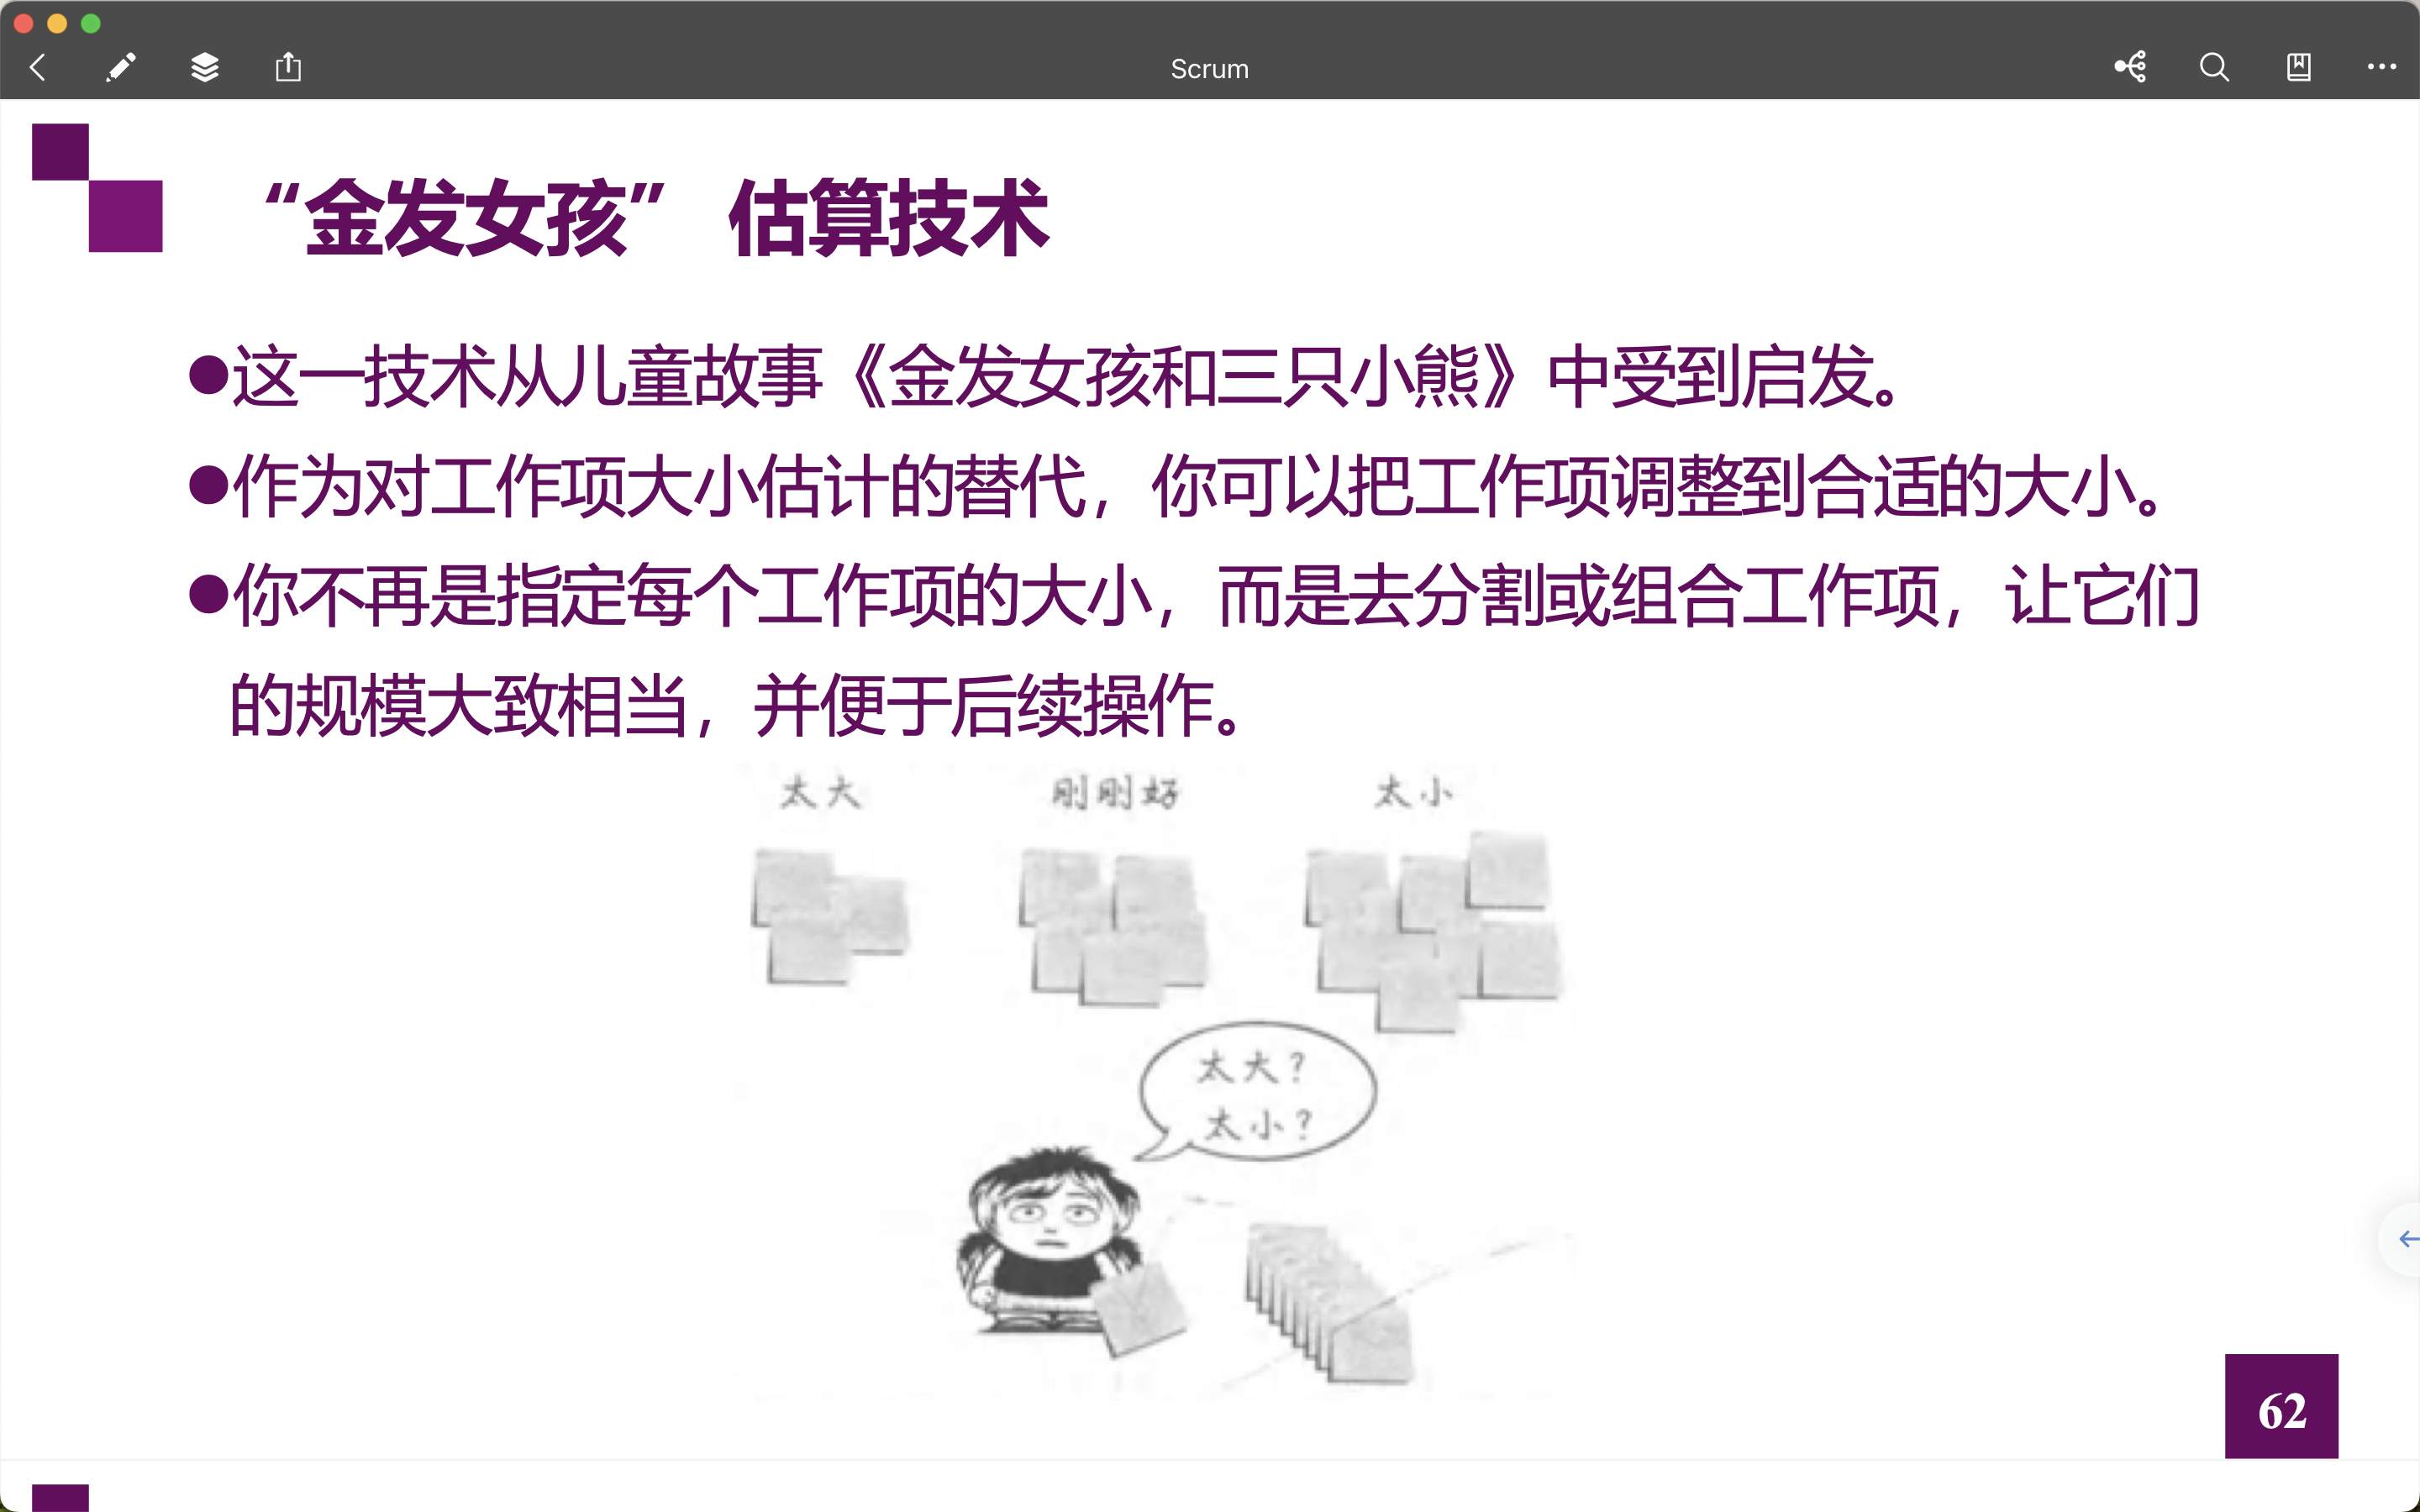 Scrum
“金发女孩” 估算技术
●这一技术从儿童故事《金发女孩和三只小熊》中受到启发。
●作为对工作项大小估计的替代，你可以把工作项调整到合适的大小。
●你不再是指定每个工作项的大小，而是去分割或组合工作项，让它们
的规模大致相当，并便于后续操作。
太大 刚刚好 太小
太大？
太小？
62